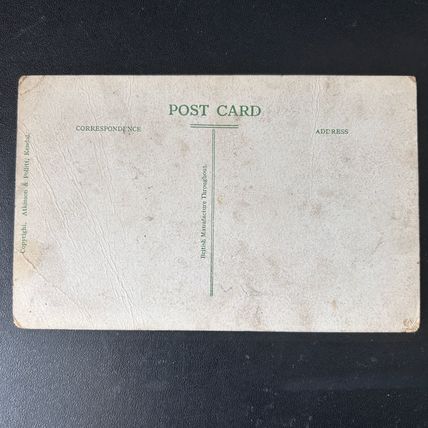 POST CARD
CORRESPONDENCE
ADDRESS
Copyright, Atkinson & Pollitt, Kendal.
British Manufacture Throughout.